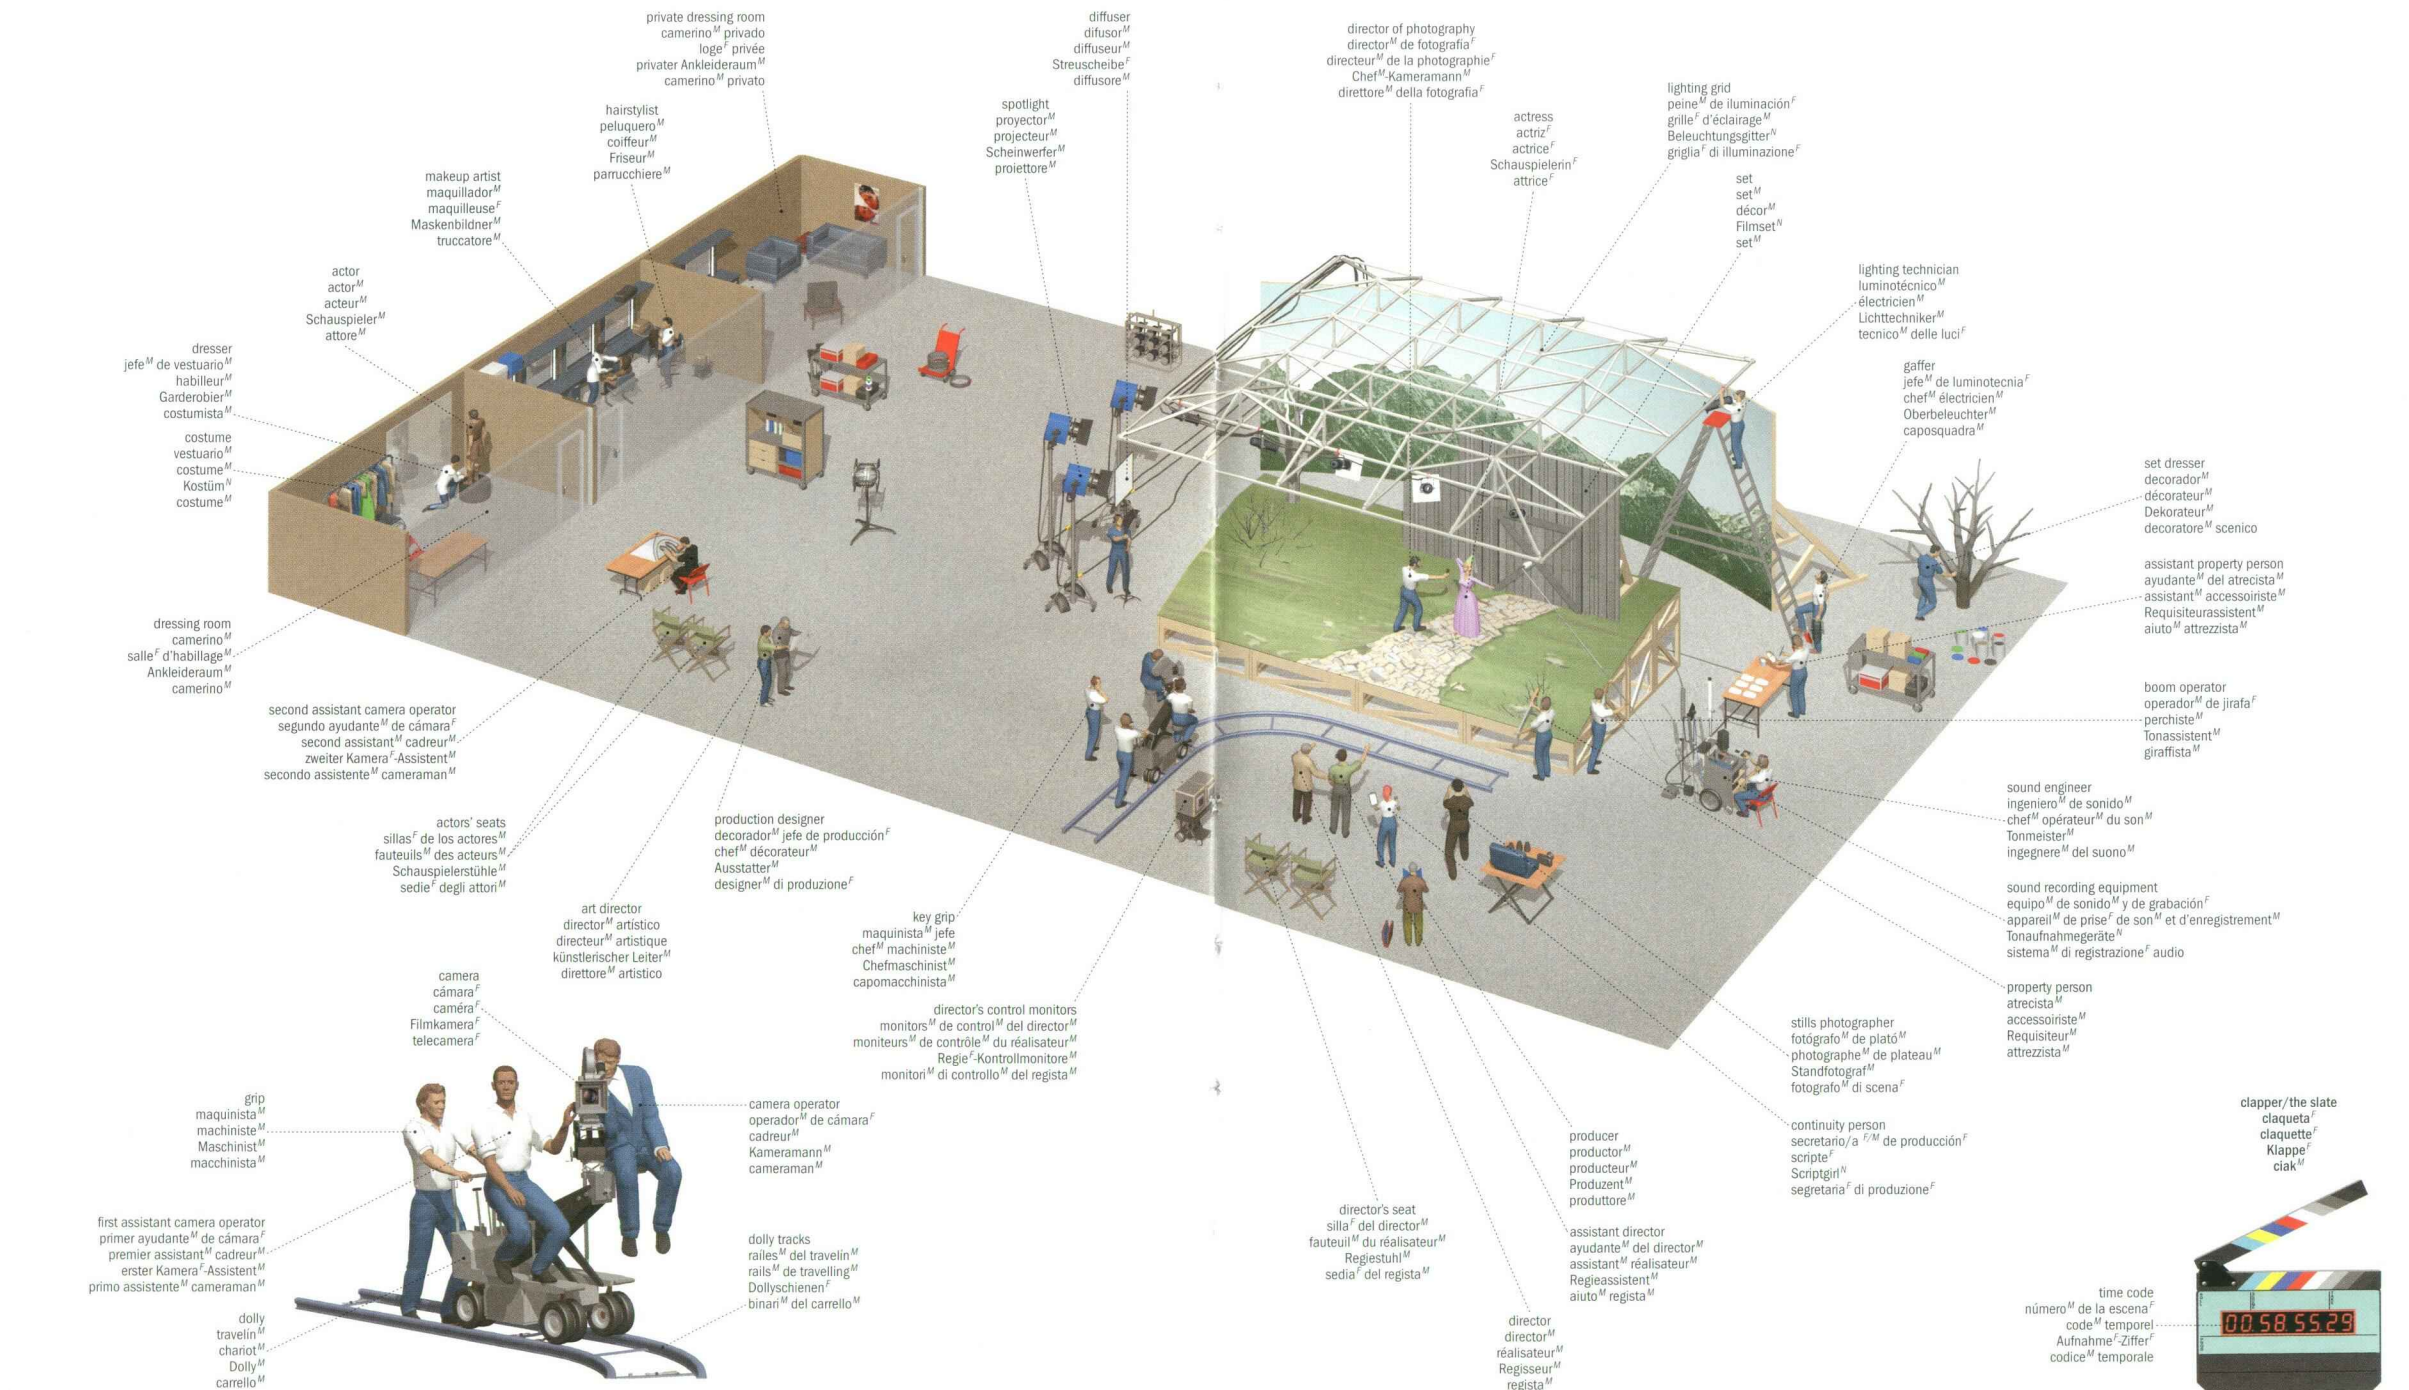 private dressing room
camerino^M privado
loge^F privée
privater Ankleideraum^M
camerino^M privato
diffuser
difusor^M
diffuseur^M
Streuscheibe^F
diffusore^M
director of photography
director^M de fotografía^F
directeur^M de la photographie^F
Chef^M-Kameramann^M
direttore^M della fotografia^F
hairstylist
peluquero^M
coiffeur^M
Friseur^M
parrucchiere^M
spotlight
proyector^M
projecteur^M
Scheinwerfer^M
proiettore^M
actress
actriz^F
actrice^F
Schauspielerin^F
attrice^F
lighting grid
peine^M de iluminación^F
grille^F d'éclairage^M
Beleuchtungsgitter^N
griglia^F di illuminazione^F
makeup artist
maquillador^M
maquilleuse^F
Maskenbildner^M
truccatore^M
set
set^M
décor^M
Filmset^N
set^M
actor
actor^M
acteur^M
Schauspieler^M
attore^M
lighting technician
luminotécnico^M
électricien^M
Lichttechniker^M
tecnico^M delle luci^F
dresser
jefe^M de vestuario^M
habilleur^M
Garderobier^M
costumista^M
gaffer
jefe^M de luminotecnia^F
chef^M électricien^M
Oberbeleuchter^M
caposquadra^M
costume
vestuario^M
costume^M
Kostüm^N
costume^M
set dresser
decorador^M
décorateur^M
Dekorateur^M
decoratore^M scenico
assistant property person
ayudante^M del atrecista^M
assistant^M accessoiriste^M
Requisiteurassistent^M
aiuto^M attrezzista^M
dressing room
camerino^M
salle^F d'habillage^M
Ankleideraum^M
camerino^M
boom operator
operador^M de jirafa^F
perchiste^M
Tonassistent^M
giraffista^M
second assistant camera operator
segundo ayudante^M de cámara^F
second assistant^M cadreur^M
zweiter Kamera^F-Assistent^M
secondo assistente^M cameraman^M
sound engineer
ingeniero^M de sonido^M
chef^M opérateur^M du son^M
Tonmeister^M
ingegnere^M del suono^M
actors' seats
sillas^F de los actores^M
fauteuils^M des acteurs^M
Schauspielerstühle^M
sedie^F degli attori^M
production designer
decorador^M jefe de producción^F
chef^M décorateur^M
Ausstatter^M
designer^M di produzione^F
sound recording equipment
equipo^M de sonido^M y de grabación^F
appareil^M de prise^F de son^M et d'enregistrement^M
Tonaufnahmegeräte^N
sistema^M di registrazione^F audio
art director
director^M artístico
directeur^M artistique
künstlerischer Leiter^M
direttore^M artistico
key grip
maquinista^M jefe
chef^M machiniste^M
Chefmaschinist^M
capomacchinista^M
property person
atrecista^M
accessoiriste^M
Requisiteur^M
attrezzista^M
camera
cámara^F
caméra^F
Filmkamera^F
telecamera^F
director's control monitors
monitors^M de control^M del director^M
moniteurs^M de contrôle^M du réalisateur^M
Regie^F-Kontrollmonitore^M
monitori^M di controllo^M del regista^M
stills photographer
fotógrafo^M de plató^M
photographe^M de plateau^M
Standfotograf^M
fotografo^M di scena^F
grip
maquinista^M
machiniste^M
Maschinist^M
macchinista^M
camera operator
operador^M de cámara^F
cadreur^M
Kameramann^M
cameraman^M
continuity person
secretario/a ^F/M de producción^F
scripte^F
Scriptgirl^N
segretaria^F di produzione^F
clapper/the slate
claqueta^F
claquette^F
Klappe^F
ciak^M
producer
productor^M
producteur^M
Produzent^M
produttore^M
first assistant camera operator
primer ayudante^M de cámara^F
premier assistant^M cadreur^M
erster Kamera^F-Assistent^M
primo assistente^M cameraman^M
dolly tracks
raíles^M del travelín^M
rails^M de travelling^M
Dollyschienen^F
binari^M del carrello^M
director's seat
silla^F del director^M
fauteuil^M du réalisateur^M
Regiestuhl^M
sedia^F del regista^M
assistant director
ayudante^M del director^M
assistant^M réalisateur^M
Regieassistent^M
aiuto^M regista^M
dolly
travelín^M
chariot^M
Dolly^M
carrello^M
director
director^M
réalisateur^M
Regisseur^M
regista^M
time code
número^M de la escena^F
code^M temporel
Aufnahme^F-Ziffer^F
codice^M temporale
00 58 55 29